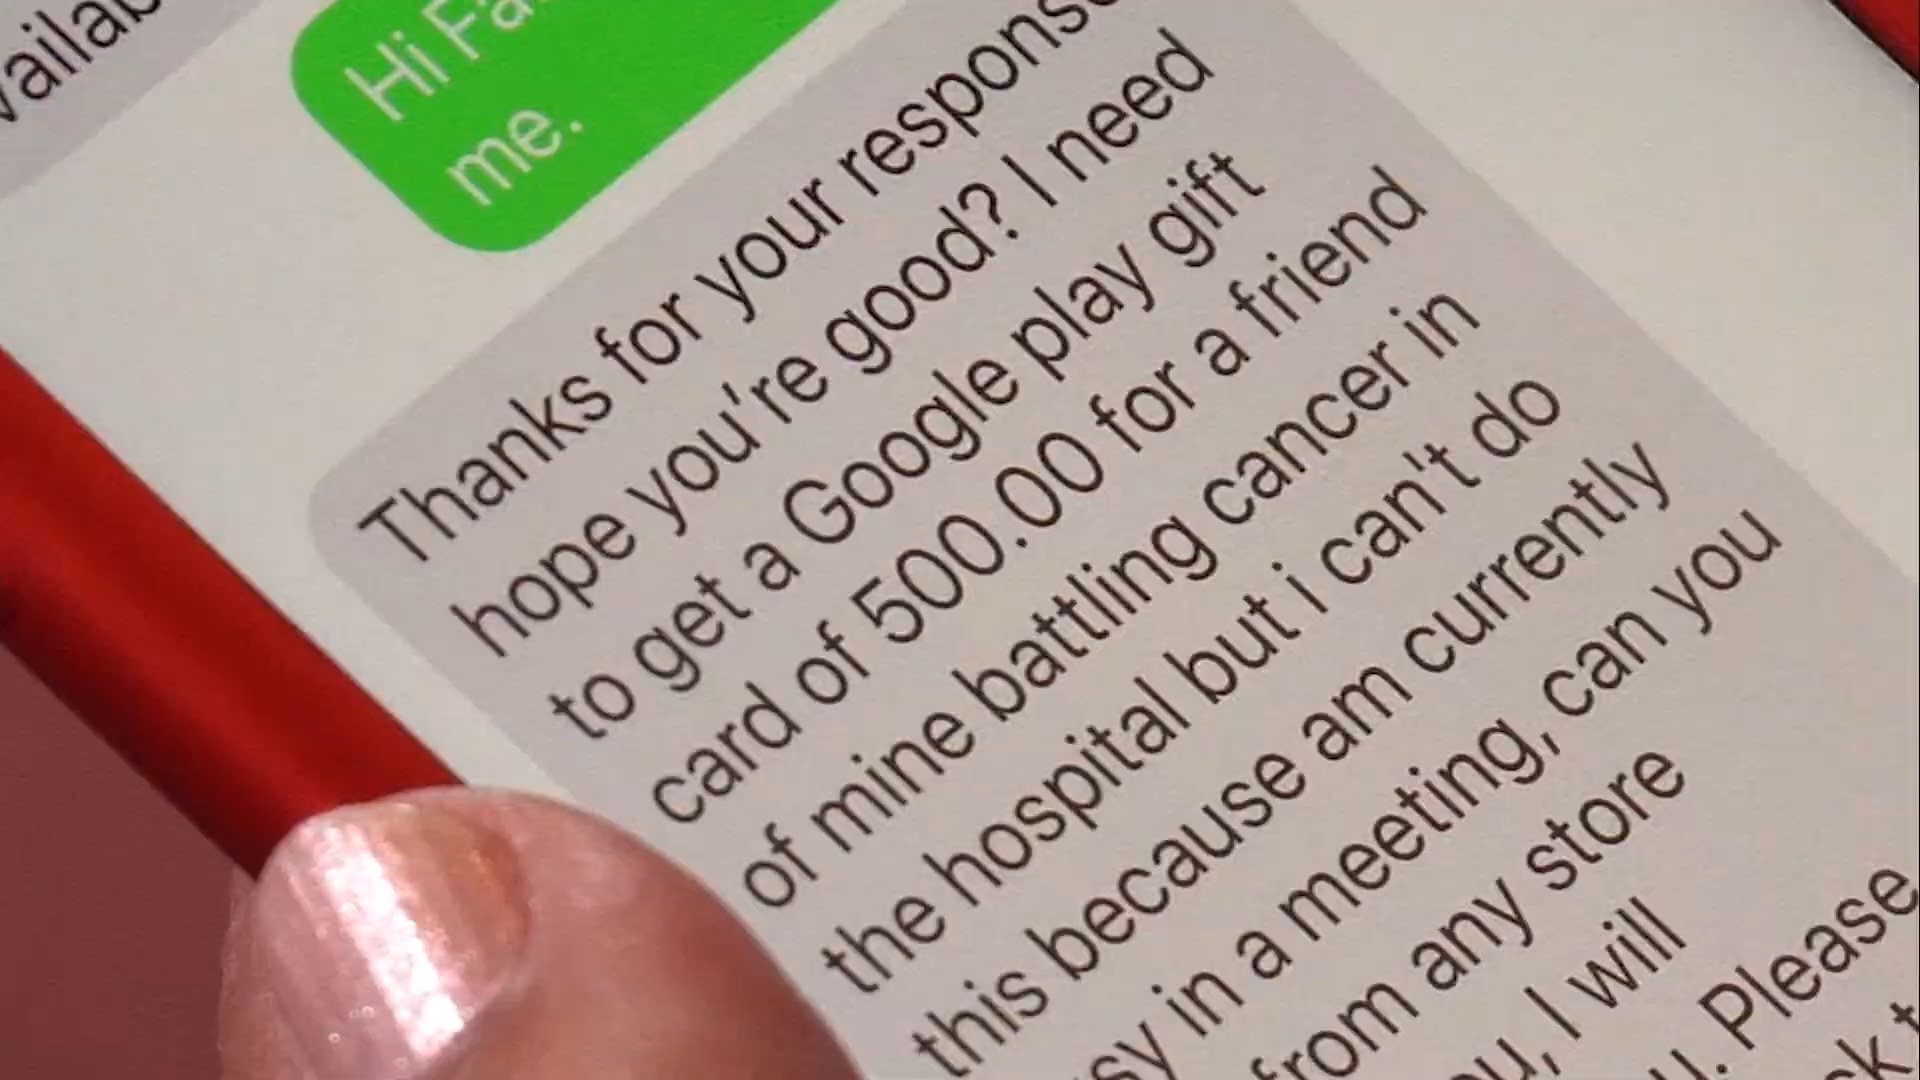 Hi
me.
Thanks for your
hope you're good? I need
to get a Google play gift
card of 500.00 for a friend
of mine battling cancer in
the hospital but i can't do
this because am currently
in a meeting, can you
from any store
I will
Please